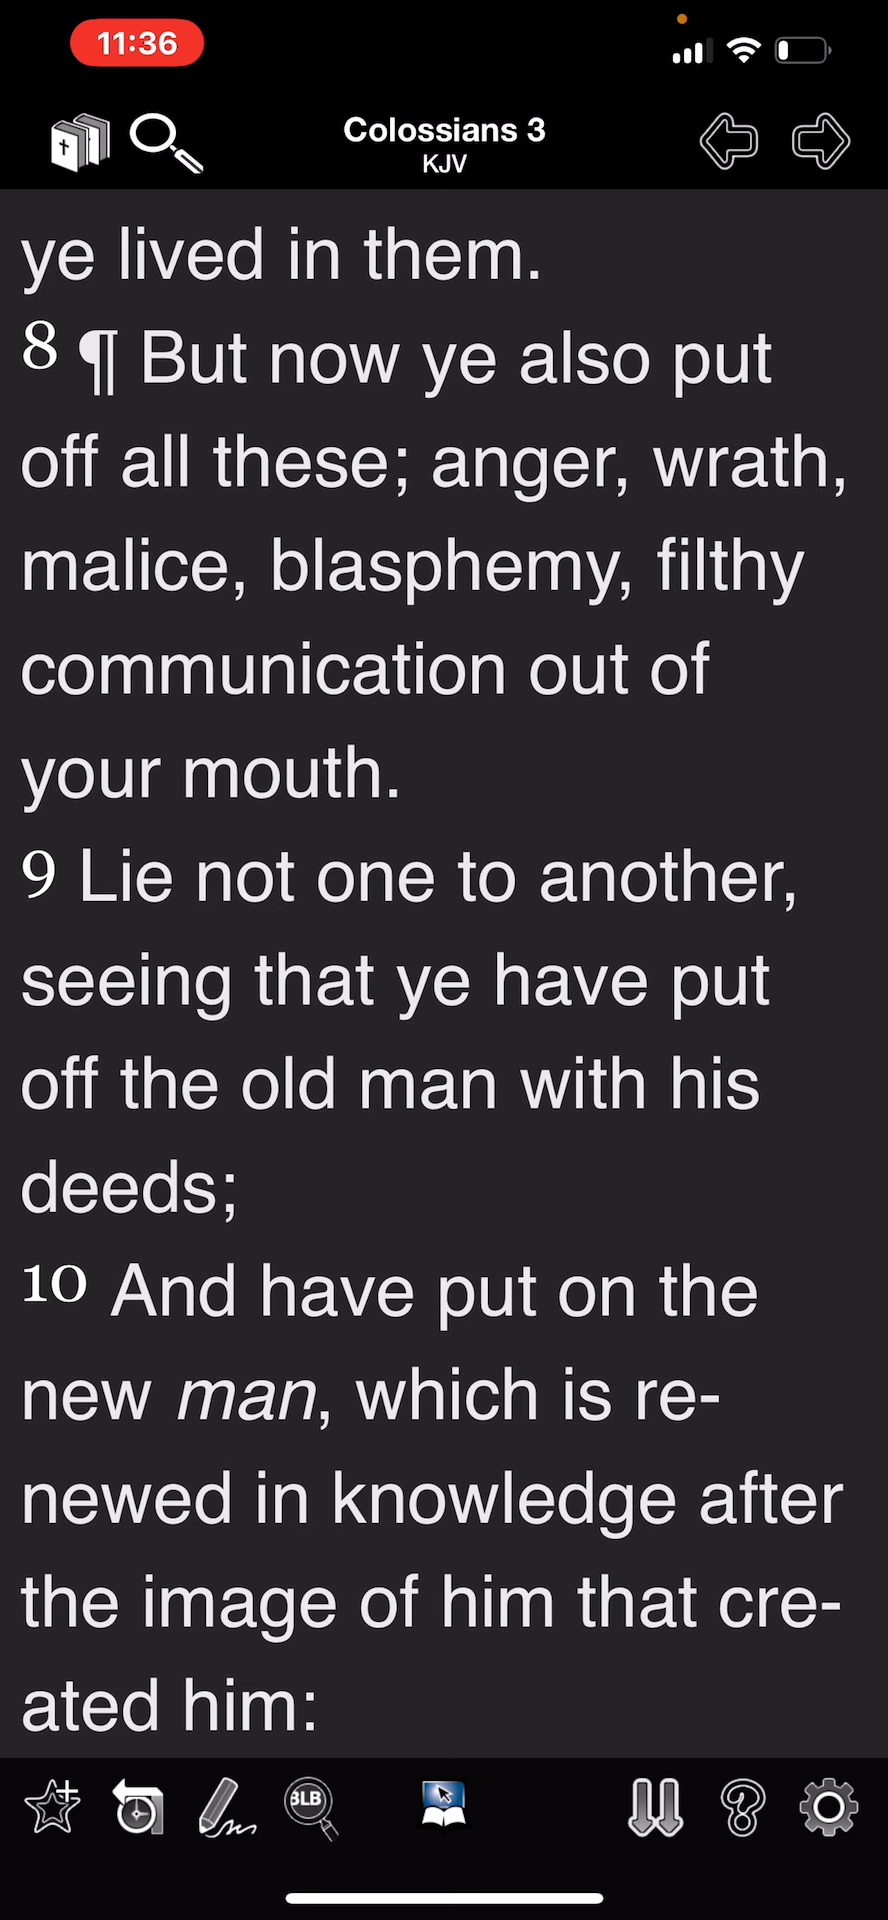 11:36
Colossians 3
KJV
ye lived in them.
8 ¶ But now ye also put
off all these; anger, wrath,
malice, blasphemy, filthy
communication out of
your mouth.
9 Lie not one to another,
seeing that ye have put
off the old man with his
deeds;
10 And have put on the
new man, which is re-
newed in knowledge after
the image of him that cre-
ated him:
BLB